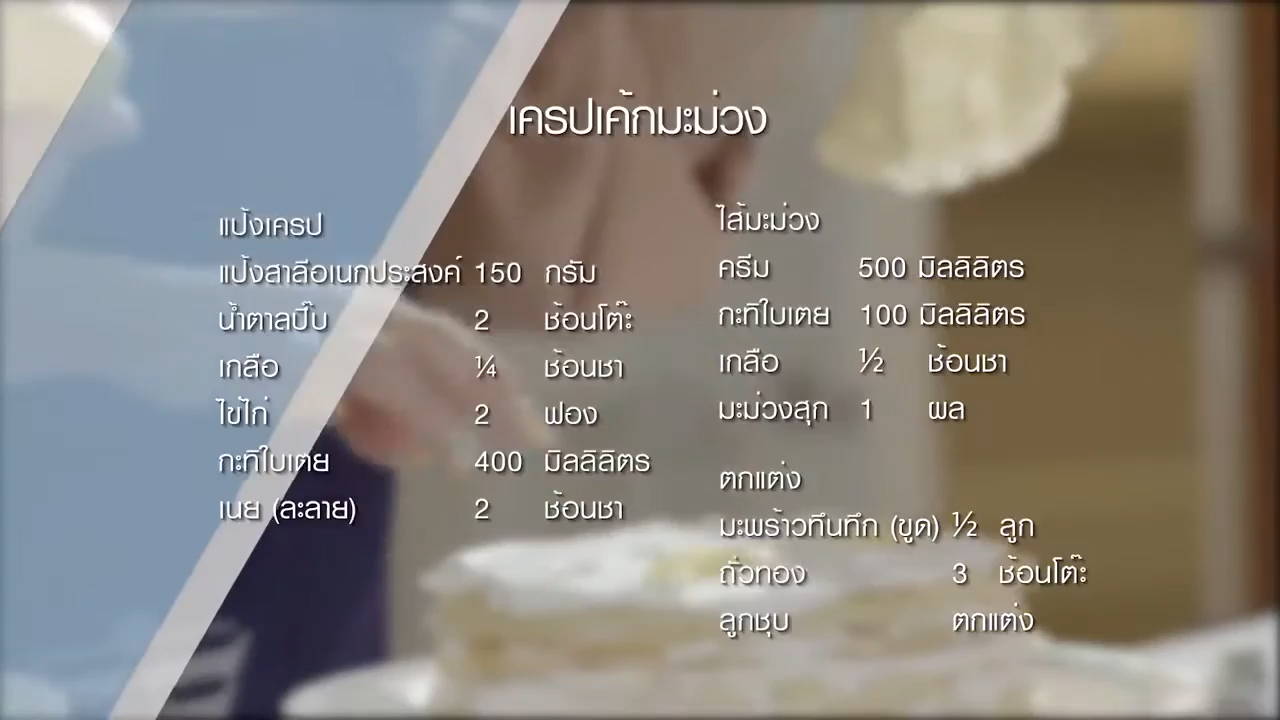 เครปเค้กมะม่วง
แป้งเครป
แป้งสาลีอเนกประสงค์ 150 กรัม
น้ำตาลปี๊บ 2 ช้อนโต๊ะ
เกลือ ¼ ช้อนชา
ไข่ไก่ 2 ฟอง
กะทิใบเตย 400 มิลลิลิตร
เนย (ละลาย) 2 ช้อนชา
ไส้มะม่วง
ครีม 500 มิลลิลิตร
กะทิใบเตย 100 มิลลิลิตร
เกลือ ½ ช้อนชา
มะม่วงสุก 1 ผล
ตกแต่ง
มะพร้าวทึนทึก (ขูด) ½ ลูก
ถั่วทอง 3 ช้อนโต๊ะ
ลูกชุบ ตกแต่ง